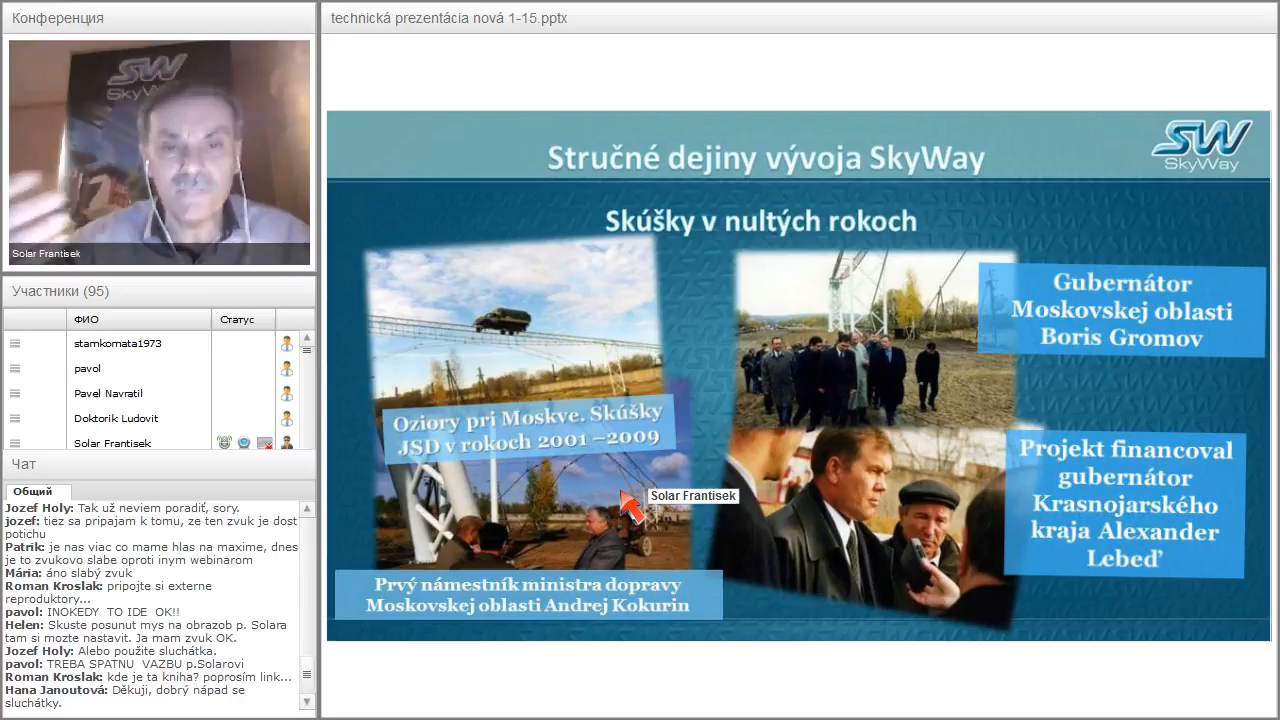 Конференция
SW
SkyWay
Solar Frantisek
Участники (95)
ФИО
Статус
stamkomata1973
pavol
Pavel Navratil
Doktorik Ludovit
Solar Frantisek
Чат
Общий
Jozef Holy: Tak už neviem poradiť, sory.
jozef: tiez sa pripajam k tomu, ze ten zvuk je dost
potichu
Patrik: je nas viac co mame hlas na maxime, dnes
je to zvukovo slabe oproti inym webinarom
Mária: áno slabý zvuk
Roman Kroslak: pripojte si externe
reproduktory...
pavol: INOKEDY TO IDE OK!!
Helen: Skuste posunut mys na obrazob p. Solara
tam si mozte nastavit. Ja mam zvuk OK.
Jozef Holy: Alebo použite sluchátka.
pavol: TREBA SPATNU VAZBU p.Solarovi
Roman Kroslak: kde je ta kniha? poprosím link...
Hana Janoutová: Děkuji, dobrý nápad se
sluchátky.
technická prezentácia nová 1-15.pptx
Stručné dejiny vývoja SkyWay
SW
SkyWay
Skúšky v nultých rokoch
Oziory pri Moskve. Skúšky
JSD v rokoch 2001 –2009
Solar Frantisek
Prvý námestník ministra dopravy
Moskovskej oblasti Andrej Kokurin
Gubernátor
Moskovskej oblasti
Boris Gromov
Projekt financoval
gubernátor
Krasnojarského
kraja Alexander
Lebeď